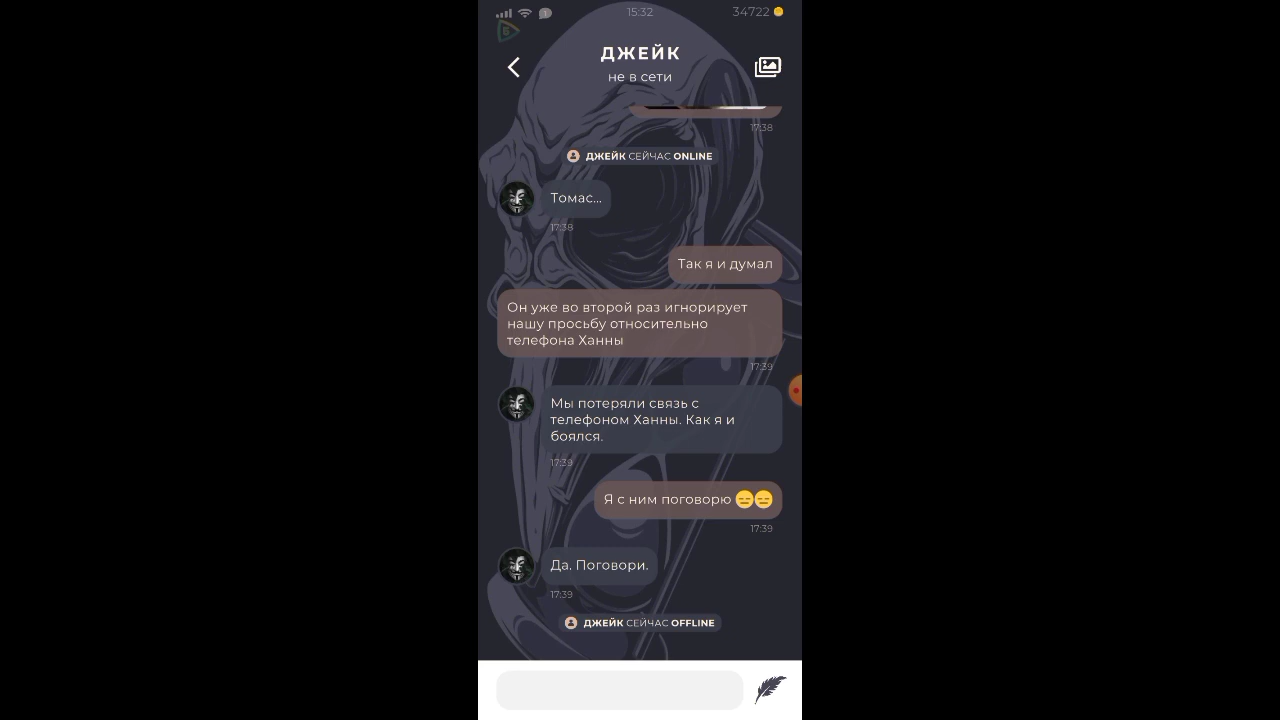 15:32
34722
ДЖЕЙК
не в сети
17:38
ДЖЕЙК СЕЙЧАС ONLINE
Томас...
17:38
Так я и думал
Он уже во второй раз игнорирует
нашу просьбу относительно
телефона Ханны
17:39
Мы потеряли связь с
телефоном Ханны. Как я и
боялся.
17:39
Я с ним поговорю 😑😑
17:39
Да. Поговори.
17:39
ДЖЕЙК СЕЙЧАС OFFLINE